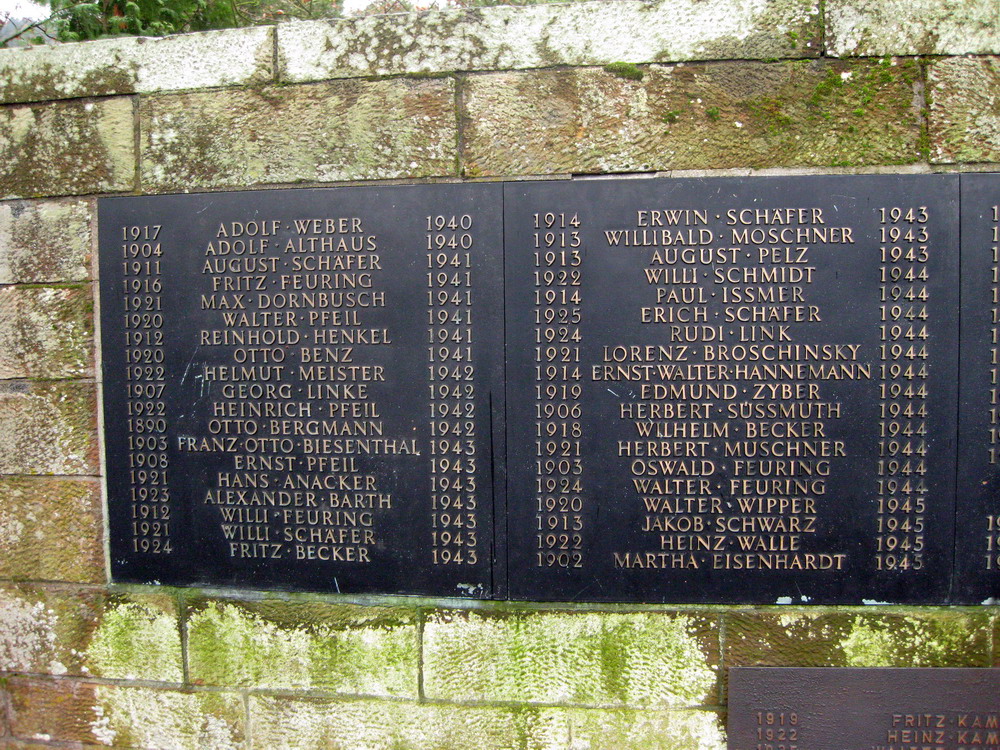 1917 ADOLF·WEBER 1940
1904 ADOLF·ALTHAUS 1940
1911 AUGUST·SCHÄFER 1941
1916 FRITZ·FEURING 1941
1921 MAX·DORNBUSCH 1941
1920 WALTER·PFEIL 1941
1912 REINHOLD·HENKEL 1941
1920 OTTO·BENZ 1941
1922 HELMUT·MEISTER 1942
1907 GEORG·LINKE 1942
1922 HEINRICH·PFEIL 1942
1890 OTTO·BERGMANN 1942
1903 FRANZ·OTTO·BIESENTHAL 1943
1908 ERNST·PFEIL 1943
1921 HANS·ANACKER 1943
1923 ALEXANDER·BARTH 1943
1912 WILLI·FEURING 1943
1921 WILLI·SCHÄFER 1943
1924 FRITZ·BECKER 1943
1914 ERWIN·SCHÄFER 1943
1913 WILLIBALD·MOSCHNER 1943
1913 AUGUST·PELZ 1943
1922 WILLI·SCHMIDT 1944
1914 PAUL·ISSMER 1944
1925 ERICH·SCHÄFER 1944
1924 RUDI·LINK 1944
1921 LORENZ·BROSCHINSKY 1944
1914 ERNST·WALTER·HANNEMANN 1944
1919 EDMUND·ZYBER 1944
1906 HERBERT·SÜSSMUTH 1944
1918 WILHELM·BECKER 1944
1921 HERBERT·MUSCHNER 1944
1903 OSWALD·FEURING 1944
1924 WALTER·FEURING 1944
1920 WALTER·WIPPER 1945
1913 JAKOB·SCHWARZ 1945
1922 HEINZ·WALLE 1945
1902 MARTHA·EISENHARDT 1945
1919 FRITZ·KAM
1922 HEINZ·KAM